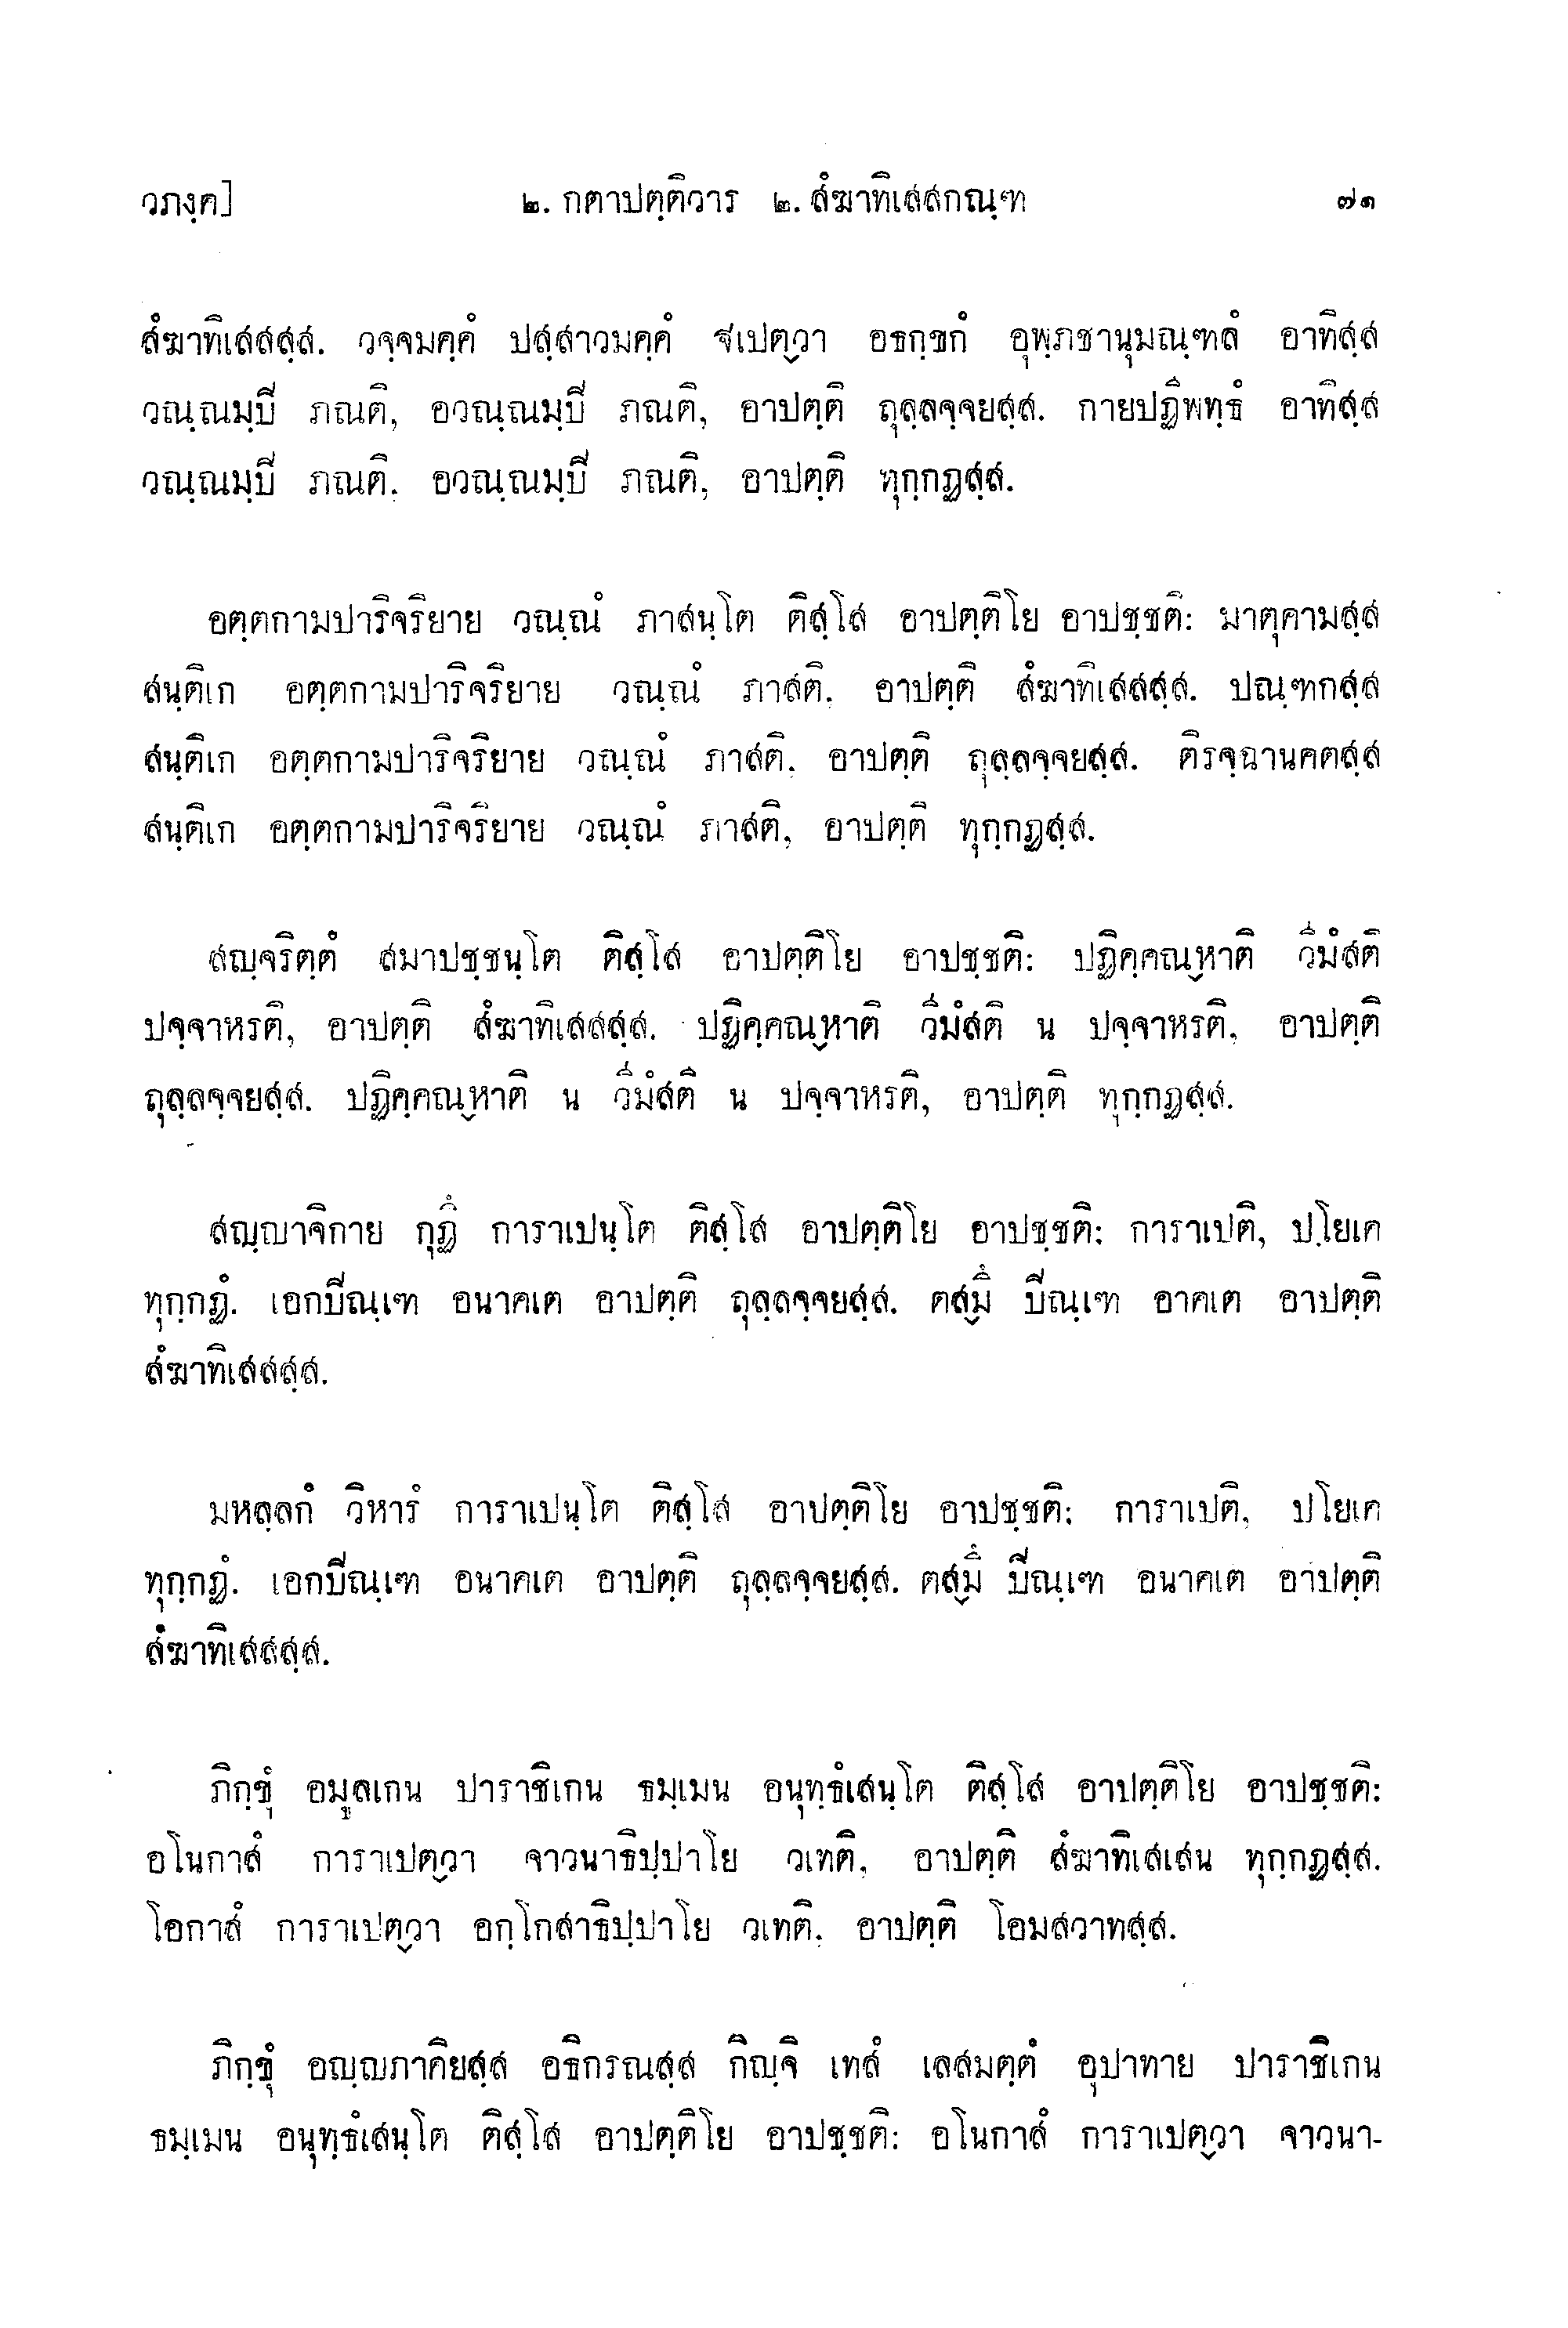 วภงฺค]
๒. กตาปตฺติวาร ๒. สํฆาทิเสสกณฺฑ
๗๑
สํฆาทิเสสสฺส. วจฺจมคฺคํ ปสฺสาวมคฺคํ ฐเปตฺวา อธกฺขกํ อุพฺภชานุมณฺฑลํ อาทิสฺส
วณฺณมฺปิ ภณติ, อวณฺณมฺปิ ภณติ, อาปตฺติ ถุลฺลจฺจยสฺส. กายปฏิพทฺธํ อาทิสฺส
วณฺณมฺปิ ภณติ. อวณฺณมฺปิ ภณติ, อาปตฺติ ทุกฺกฏสฺส.
อตฺตกามปาริจริยาย วณฺณํ ภาสนฺโต ติสฺโส อาปตฺติโย อาปชฺชติ: มาตุคามสฺส
สนฺติเก อตฺตกามปาริจริยาย วณฺณํ ภาสติ, อาปตฺติ สํฆาทิเสสสฺส. ปณฺฑกสฺส
สนฺติเก อตฺตกามปาริจริยาย วณฺณํ ภาสติ, อาปตฺติ ถุลฺลจฺจยสฺส. ติรจฺฉานคตสฺส
สนฺติเก อตฺตกามปาริจริยาย วณฺณํ ภาสติ, อาปตฺติ ทุกฺกฏสฺส.
สญฺจริตฺตํ สมาปชฺชนฺโต ติสฺโส อาปตฺติโย อาปชฺชติ: ปฏิคฺคณฺหาติ วีมํสติ
ปจฺจาหรติ, อาปตฺติ สํฆาทิเสสสฺส. ปฏิคฺคณฺหาติ วีมํสติ น ปจฺจาหรติ, อาปตฺติ
ถุลฺลจฺจยสฺส. ปฏิคฺคณฺหาติ น วีมํสติ น ปจฺจาหรติ, อาปตฺติ ทุกฺกฏสฺส.
สญฺญาจิกาย กุฏึ การาเปนฺโต ติสฺโส อาปตฺติโย อาปชฺชติ: การาเปติ, ปฺโยเค
ทุกฺกฏํ. เอกปิณฺเฑ อนาคเต อาปตฺติ ถุลฺลจฺจยสฺส. ตสฺมึ ปิณฺเฑ อาคเต อาปตฺติ
สํฆาทิเสสสฺส.
มหลฺลกํ วิหารํ การาเปนฺโต ติสฺโส อาปตฺติโย อาปชฺชติ: การาเปติ, ปโยเค
ทุกฺกฏํ. เอกปิณฺเฑ อนาคเต อาปตฺติ ถุลฺลจฺจยสฺส. ตสฺมึ ปิณฺเฑ อนาคเต อาปตฺติ
สํฆาทิเสสสฺส.
ภิกฺขุํ อมูลเกน ปาราชิเกน ธมฺเมน อนุทฺธํเสนฺโต ติสฺโส อาปตฺติโย อาปชฺชติ:
อโนกาสํ การาเปตฺวา จาวนาธิปฺปาโย วเทติ, อาปตฺติ สํฆาทิเสเสน ทุกฺกฏสฺส.
โอกาสํ การาเปตฺวา อกฺโกสาธิปฺปาโย วเทติ, อาปตฺติ โอมสวาทสฺส.
ภิกฺขุํ อญฺญภาคิยสฺส อธิกรณสฺส กิญฺจิ เทสํ เลสมตฺตํ อุปาทาย ปาราชิเกน
ธมฺเมน อนุทฺธํเสนฺโต ติสฺโส อาปตฺติโย อาปชฺชติ: อโนกาสํ การาเปตฺวา จาวนา-